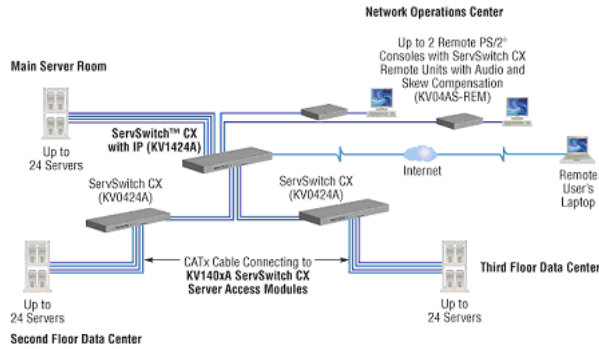 Network Operations Center
Up to 2 Remote PS/2®
Consoles with ServSwitch CX
Remote Units with Audio and
Skew Compensation
(KV04AS-REM)
Main Server Room
Up to
24 Servers
ServSwitch™ CX
with IP (KV1424A)
Internet
Remote
User's
Laptop
ServSwitch CX
(KV0424A)
ServSwitch CX
(KV0424A)
CATx Cable Connecting to
KV140xA ServSwitch CX
Server Access Modules
Third Floor Data Center
Up to
24 Servers
Up to
24 Servers
Second Floor Data Center